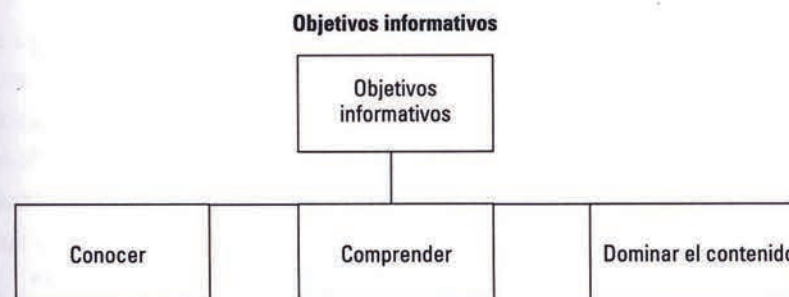 Objetivos informativos
Objetivos
informativos
Conocer
Comprender
Dominar el contenido